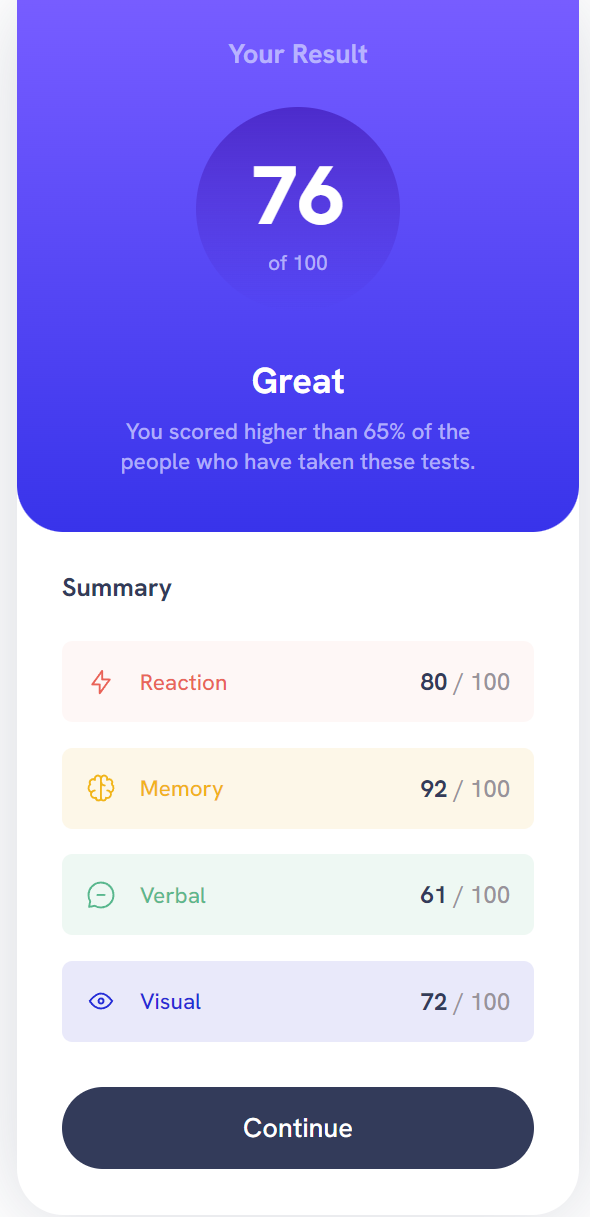 Your Result
76
of 100
Great
You scored higher than 65% of the
people who have taken these tests.
Summary
Reaction 80 / 100
Memory 92 / 100
Verbal 61 / 100
Visual 72 / 100
Continue